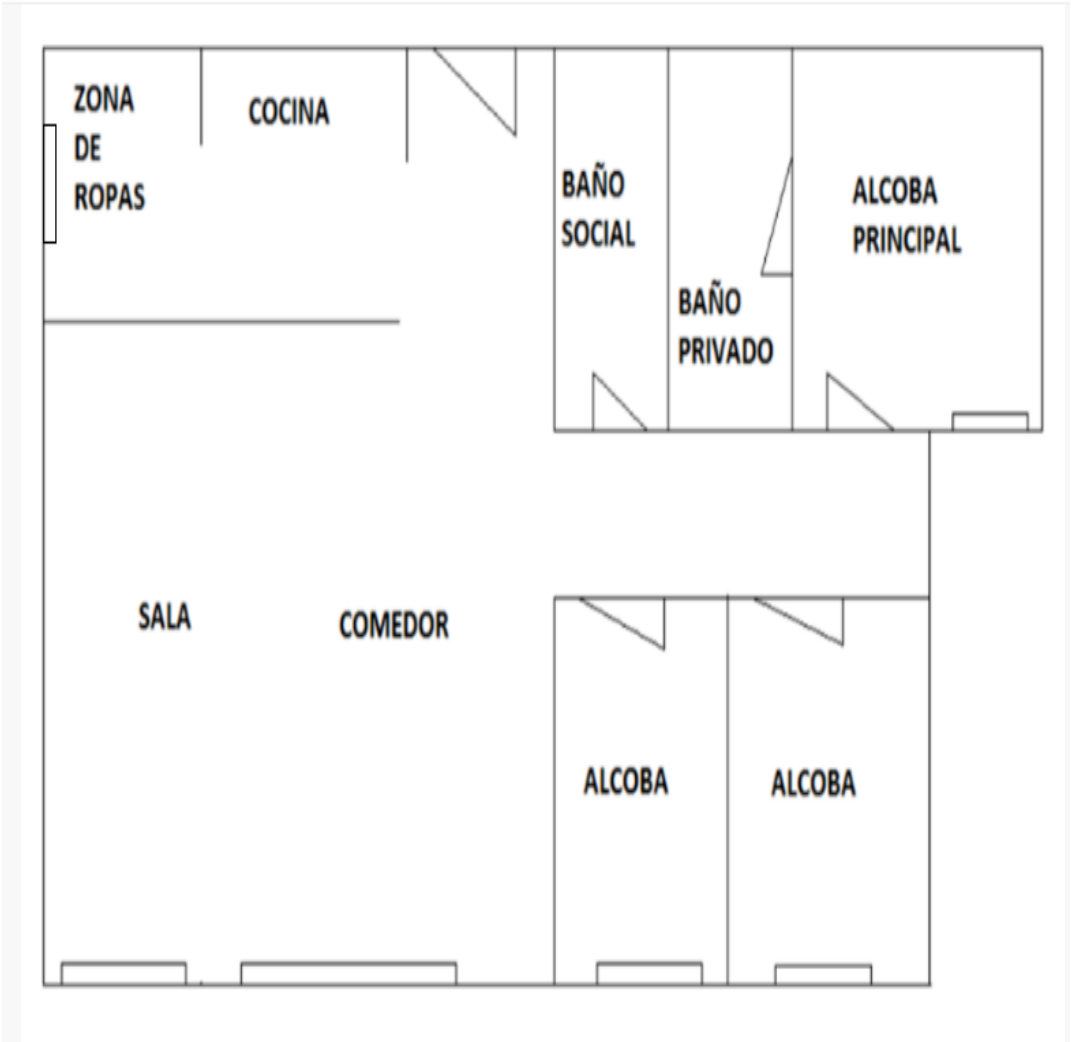 ZONA
DE
ROPAS
COCINA
BAÑO
SOCIAL
BAÑO
PRIVADO
ALCOBA
PRINCIPAL
SALA
COMEDOR
ALCOBA
ALCOBA